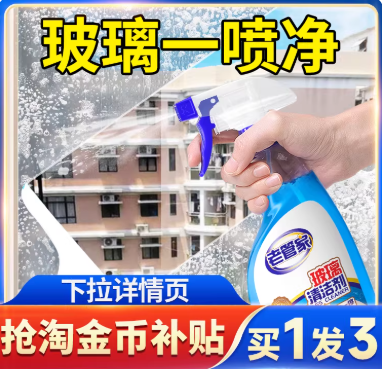 玻璃一喷净
老管家
玻璃
清洁剂
下拉详情页
抢淘金币补贴
买1发3